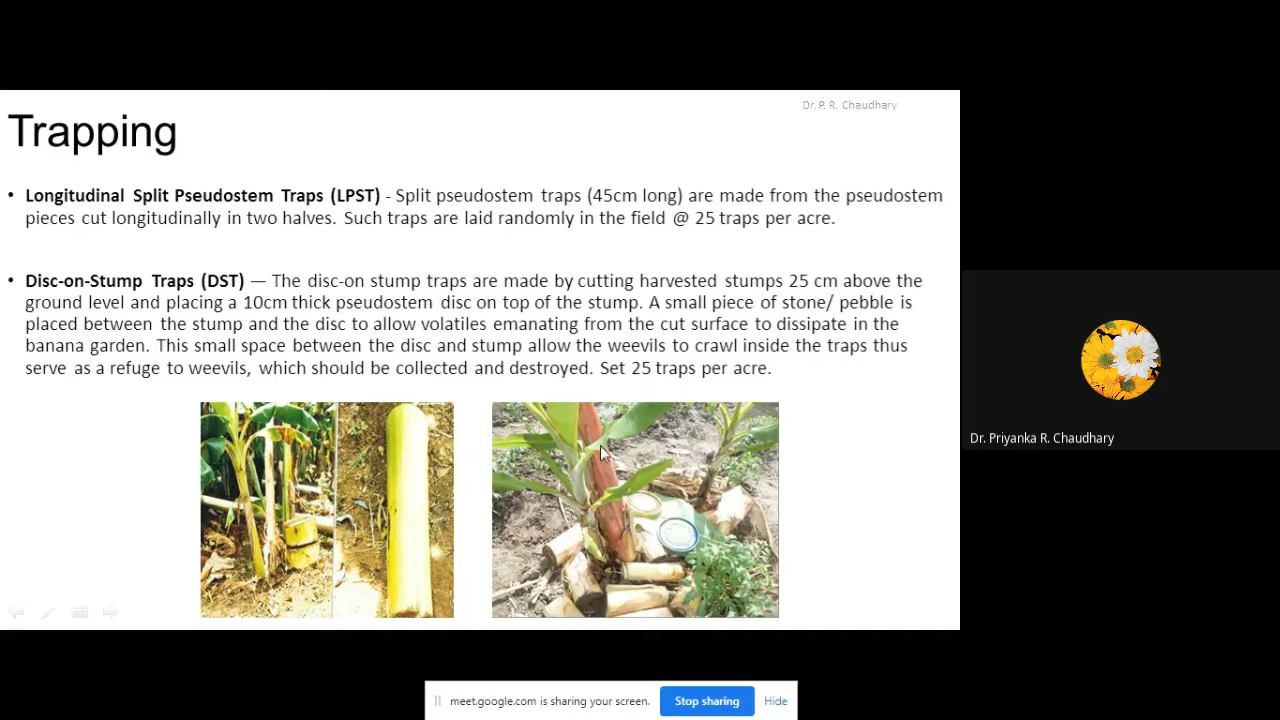 Dr. P. R. Chaudhary
Trapping
• Longitudinal Split Pseudostem Traps (LPST) - Split pseudostem traps (45cm long) are made from the pseudostem
pieces cut longitudinally in two halves. Such traps are laid randomly in the field @ 25 traps per acre.
• Disc-on-Stump Traps (DST) — The disc-on stump traps are made by cutting harvested stumps 25 cm above the
ground level and placing a 10cm thick pseudostem disc on top of the stump. A small piece of stone/ pebble is
placed between the stump and the disc to allow volatiles emanating from the cut surface to dissipate in the
banana garden. This small space between the disc and stump allow the weevils to crawl inside the traps thus
serve as a refuge to weevils, which should be collected and destroyed. Set 25 traps per acre.
Dr. Priyanka R. Chaudhary
meet.google.com is sharing your screen. Stop sharing Hide